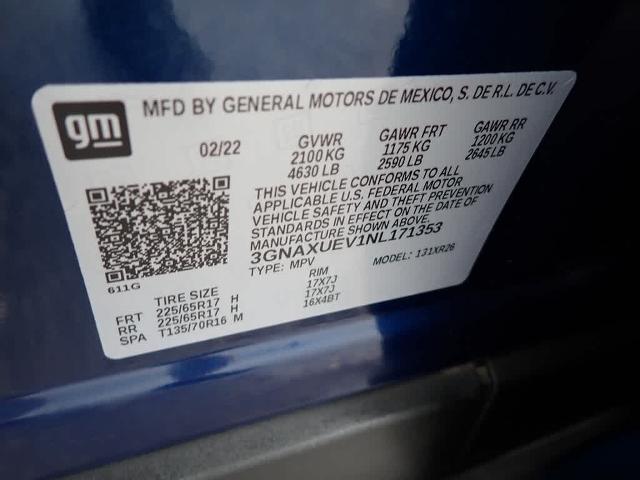 gm
MFD BY GENERAL MOTORS DE MEXICO, S. DE R.L. DE C.V.
02/22 GVWR GAWR FRT GAWR RR
2100 KG 1175 KG 1200 KG
4630 LB 2590 LB 2645 LB
THIS VEHICLE CONFORMS TO ALL
APPLICABLE U.S. FEDERAL MOTOR
VEHICLE SAFETY AND THEFT PREVENTION
STANDARDS IN EFFECT ON THE DATE OF
MANUFACTURE SHOWN ABOVE.
3GNAXUEV1NL171353
TYPE: MPV MODEL: 131XR26
611G
TIRE SIZE RIM
FRT 225/65R17 H 17X7J
RR 225/65R17 H 17X7J
SPA T135/70R16 M 16X4BT